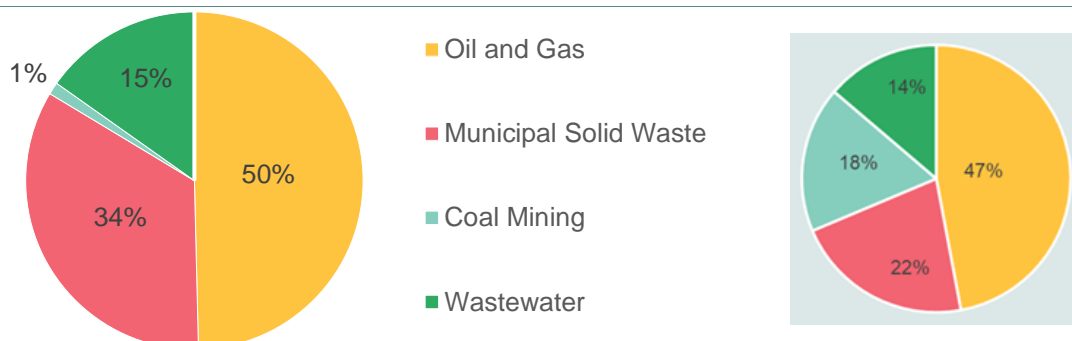 1%
15%
50%
34%
Oil and Gas
Municipal Solid Waste
Coal Mining
Wastewater
14%
18%
47%
22%